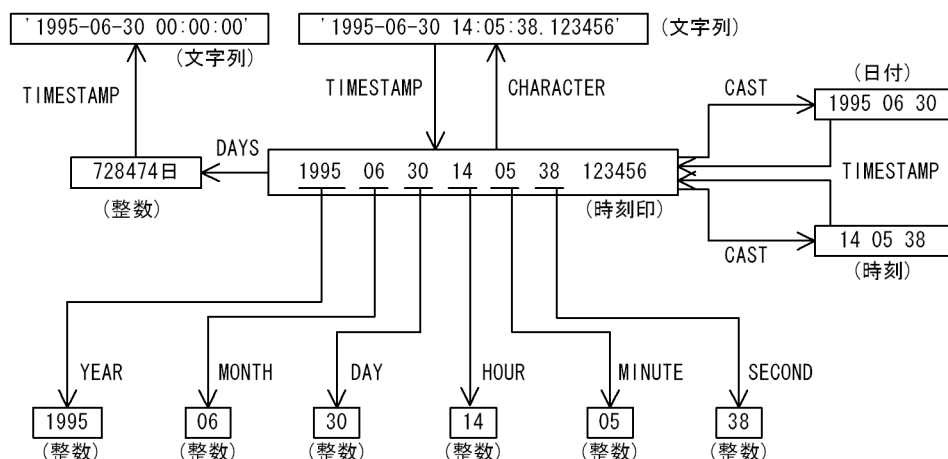 '1995-06-30 00:00:00'
(文字列)
'1995-06-30 14:05:38.123456'
(文字列)
TIMESTAMP
TIMESTAMP
CHARACTER
CAST
(日付)
1995 06 30
DAYS
728474日
(整数)
1995 06 30 14 05 38 123456
(時刻印)
TIMESTAMP
CAST
14 05 38
(時刻)
YEAR
MONTH
DAY
HOUR
MINUTE
SECOND
1995
06
30
14
05
38
(整数)
(整数)
(整数)
(整数)
(整数)
(整数)